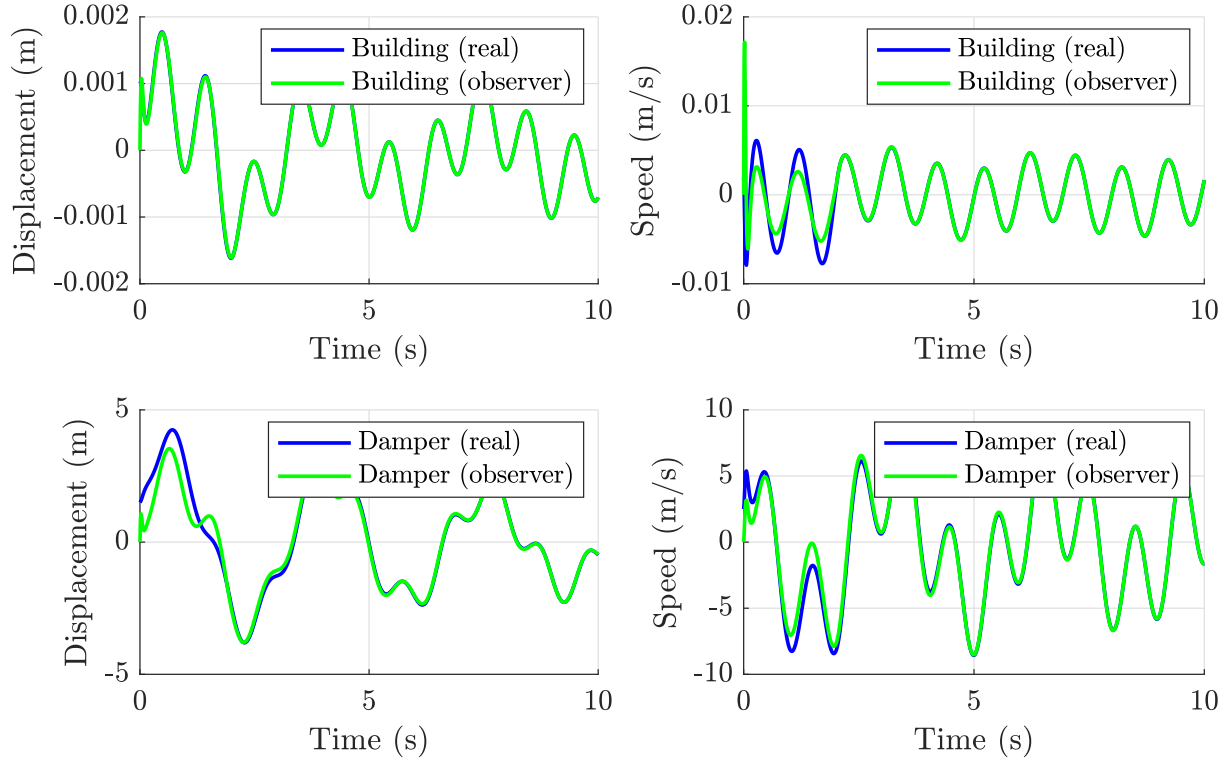 0.002
0.001
0
-0.001
-0.002
Displacement (m)
Building (real)
Building (observer)
0
5
10
Time (s)
0.02
0.01
0
-0.01
Speed (m/s)
Building (real)
Building (observer)
0
5
10
Time (s)
5
0
-5
Displacement (m)
Damper (real)
Damper (observer)
0
5
10
Time (s)
10
5
0
-5
-10
Speed (m/s)
Damper (real)
Damper (observer)
0
5
10
Time (s)